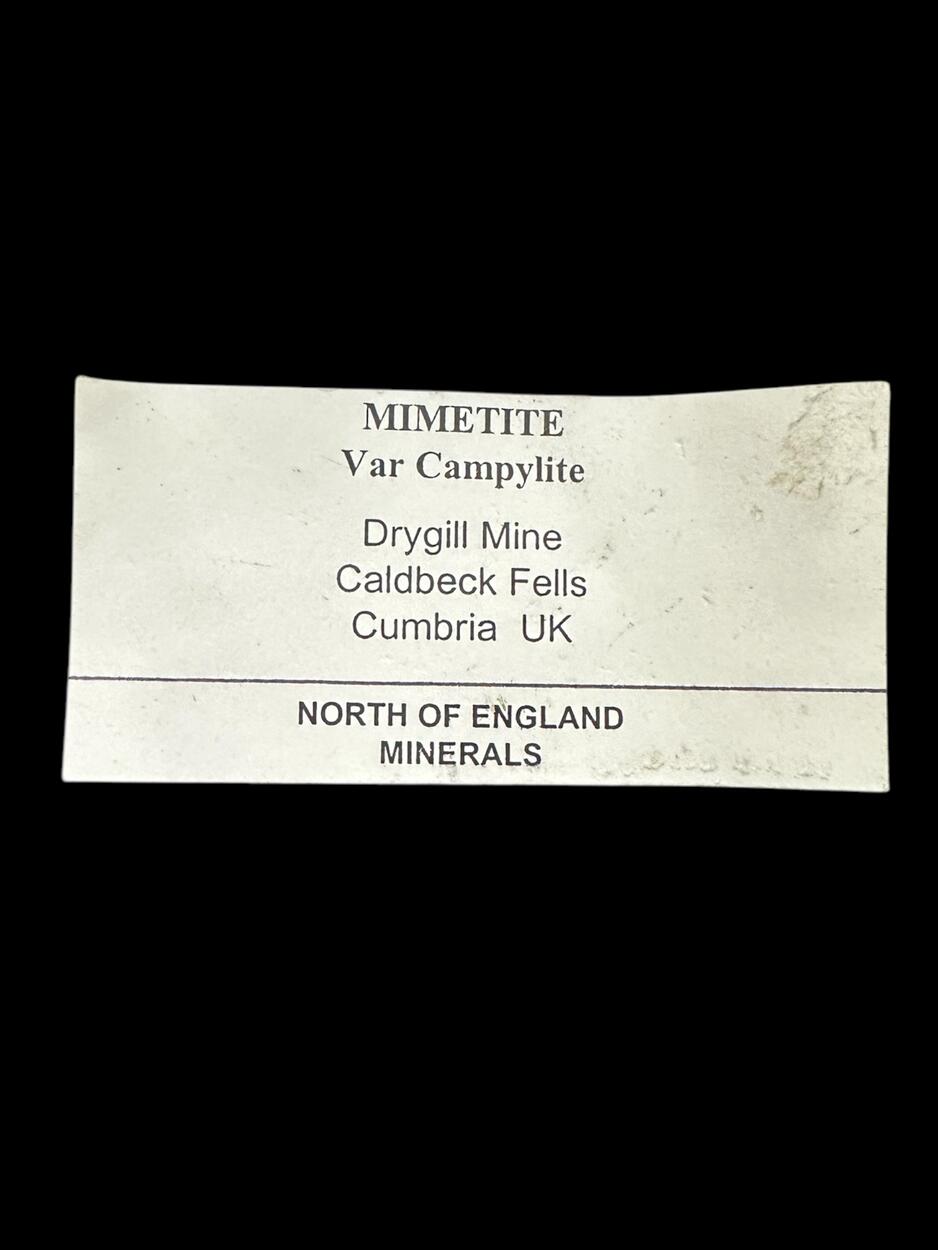 MIMETITE
Var Campylite
Drygill Mine
Caldbeck Fells
Cumbria UK
NORTH OF ENGLAND
MINERALS